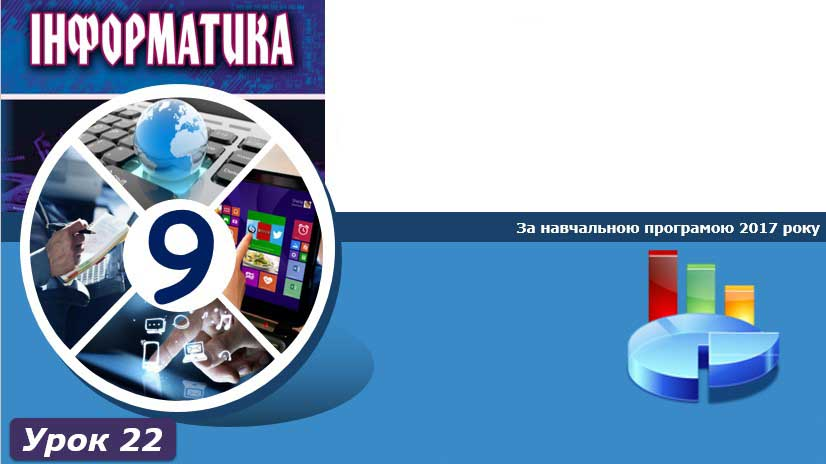 ІНФОРМАТИКА
9
За навчальною програмою 2017 року
Урок 22